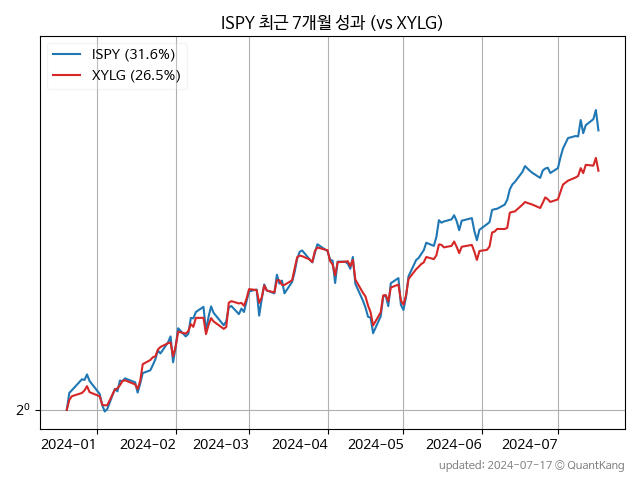 ISPY 최근 7개월 성과 (vs XYLG)
ISPY (31.6%)
XYLG (26.5%)
2⁰
2024-01 2024-02 2024-03 2024-04 2024-05 2024-06 2024-07
updated: 2024-07-17 © QuantKang